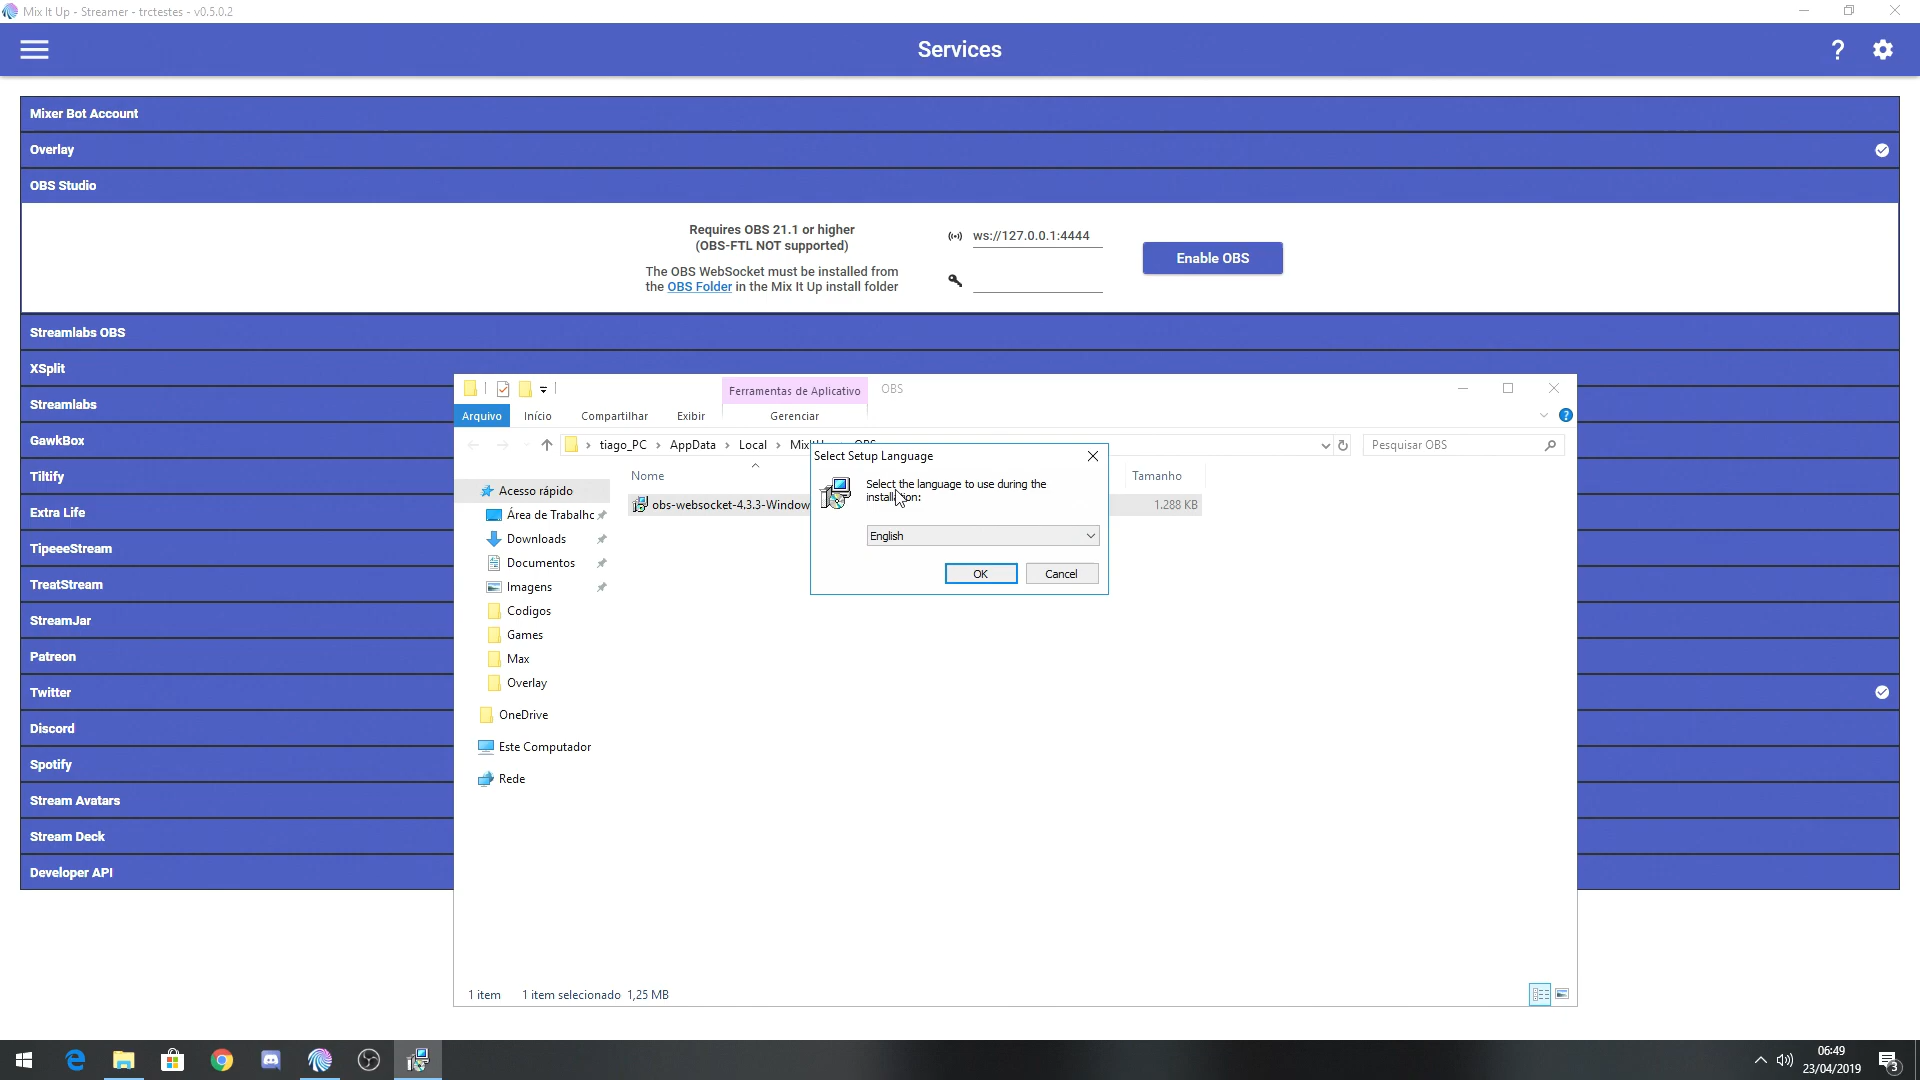 Mix It Up - Streamer - trctestes - v0.5.0.2
Services
?
Mixer Bot Account
Overlay
OBS Studio
Requires OBS 21.1 or higher
(OBS-FTL NOT supported)
The OBS WebSocket must be installed from
the OBS Folder in the Mix It Up install folder
ws://127.0.0.1:4444
Enable OBS
Streamlabs OBS
XSplit
Streamlabs
GawkBox
Tiltify
Extra Life
TipeeeStream
TreatStream
StreamJar
Patreon
Twitter
Discord
Spotify
Stream Avatars
Stream Deck
Developer API
Ferramentas de Aplicativo
OBS
Arquivo
Início
Compartilhar
Exibir
Gerenciar
?
tiago_PC
AppData
Local
Pesquisar OBS
Nome
Tamanho
obs-websocket-4.3.3-Window
1.288 KB
Acesso rápido
Área de Trabalho
Downloads
Documentos
Imagens
Codigos
Games
Max
Overlay
OneDrive
Este Computador
Rede
Select Setup Language
Select the language to use during the
installation:
English
OK
Cancel
1 item
1 item selecionado 1,25 MB
06:49
23/04/2019
3